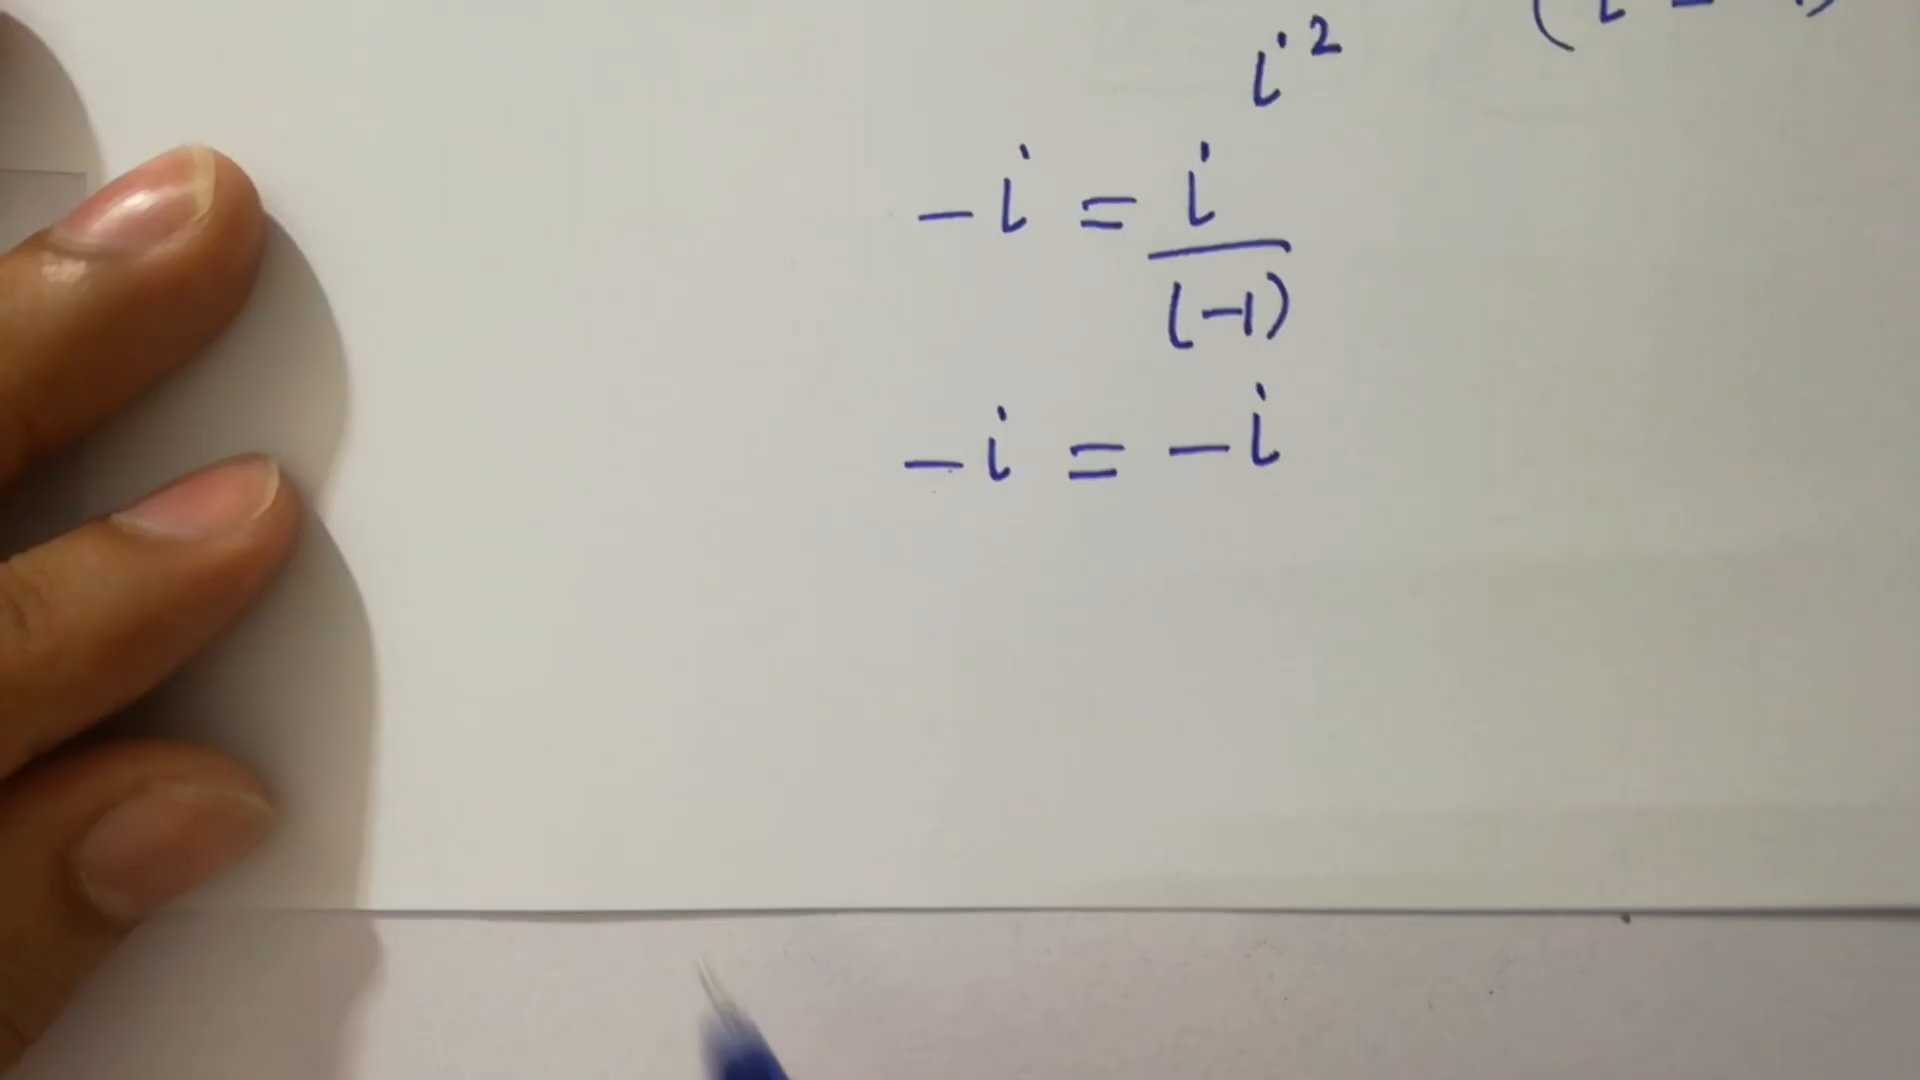 i²
-i = i
(-1)
-i = -i